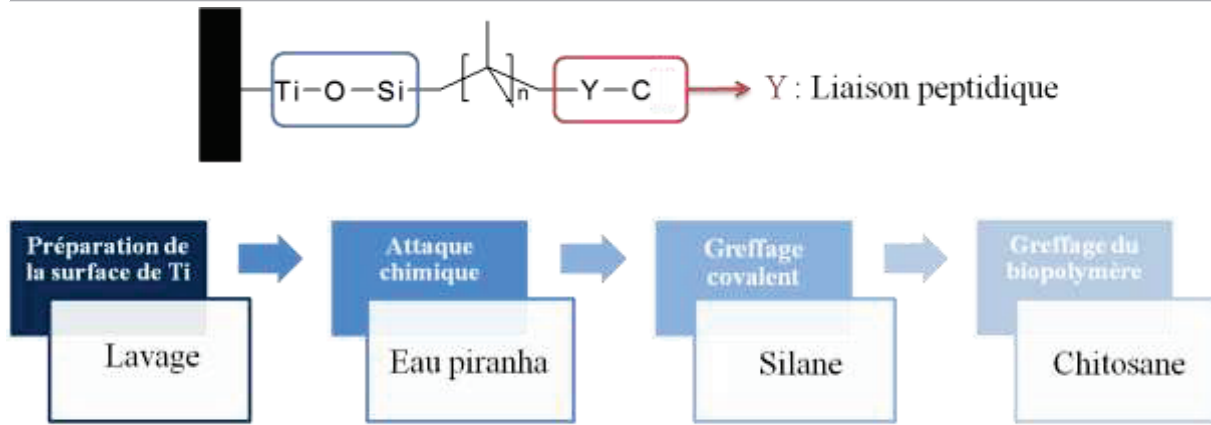 Ti–O–Si
n
Y–C
Y : Liaison peptidique
Préparation de
la surface de Ti
Lavage
Attaque
chimique
Eau piranha
Greffage
covalent
Silane
Greffage du
biopolymère
Chitosane